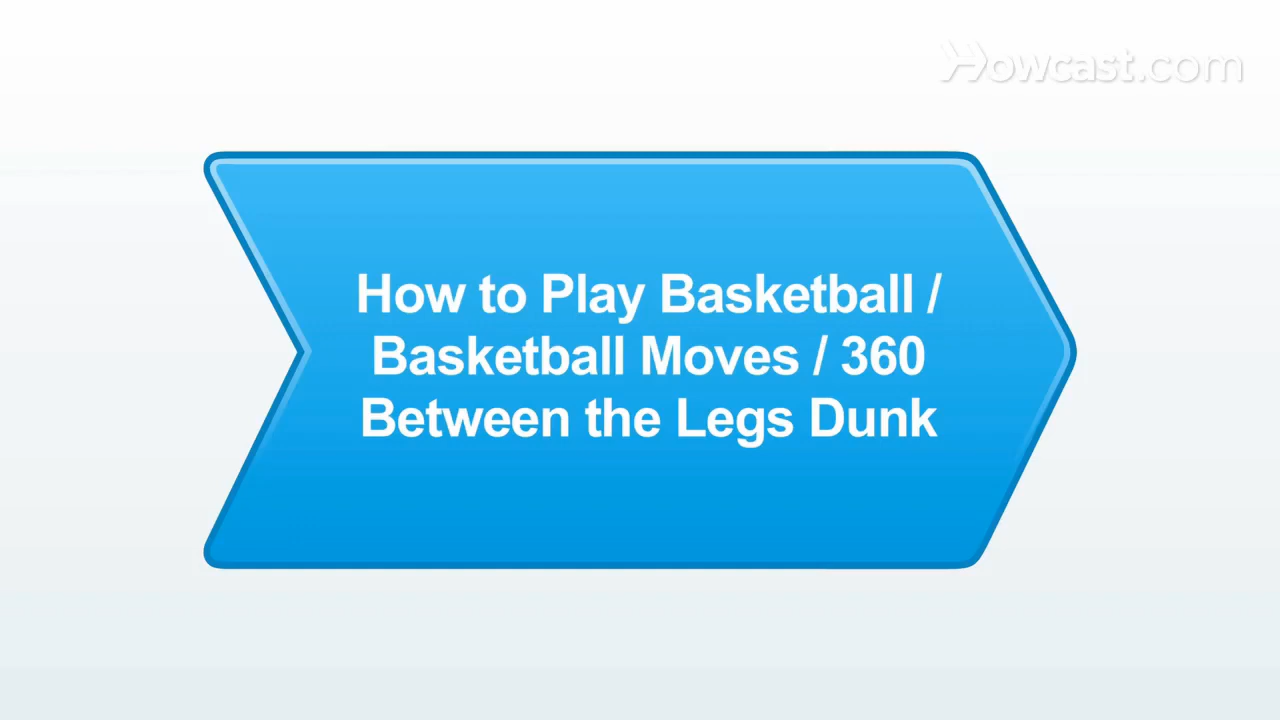 Howcast.com
How to Play Basketball /
Basketball Moves / 360
Between the Legs Dunk